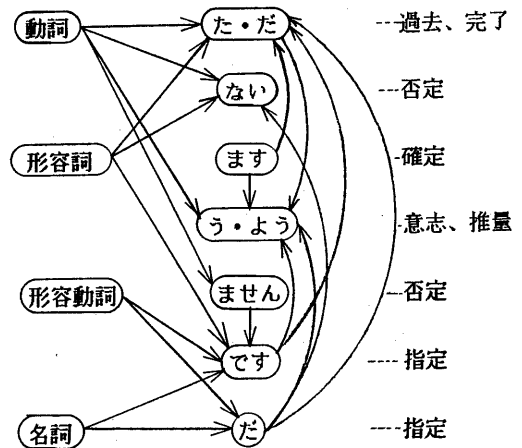 動詞
た・だ
---過去、完了
ない
---否定
形容詞
ます
-確定
う・よう
---意志、推量
形容動詞
ません
---否定
です
----指定
名詞
だ
----指定